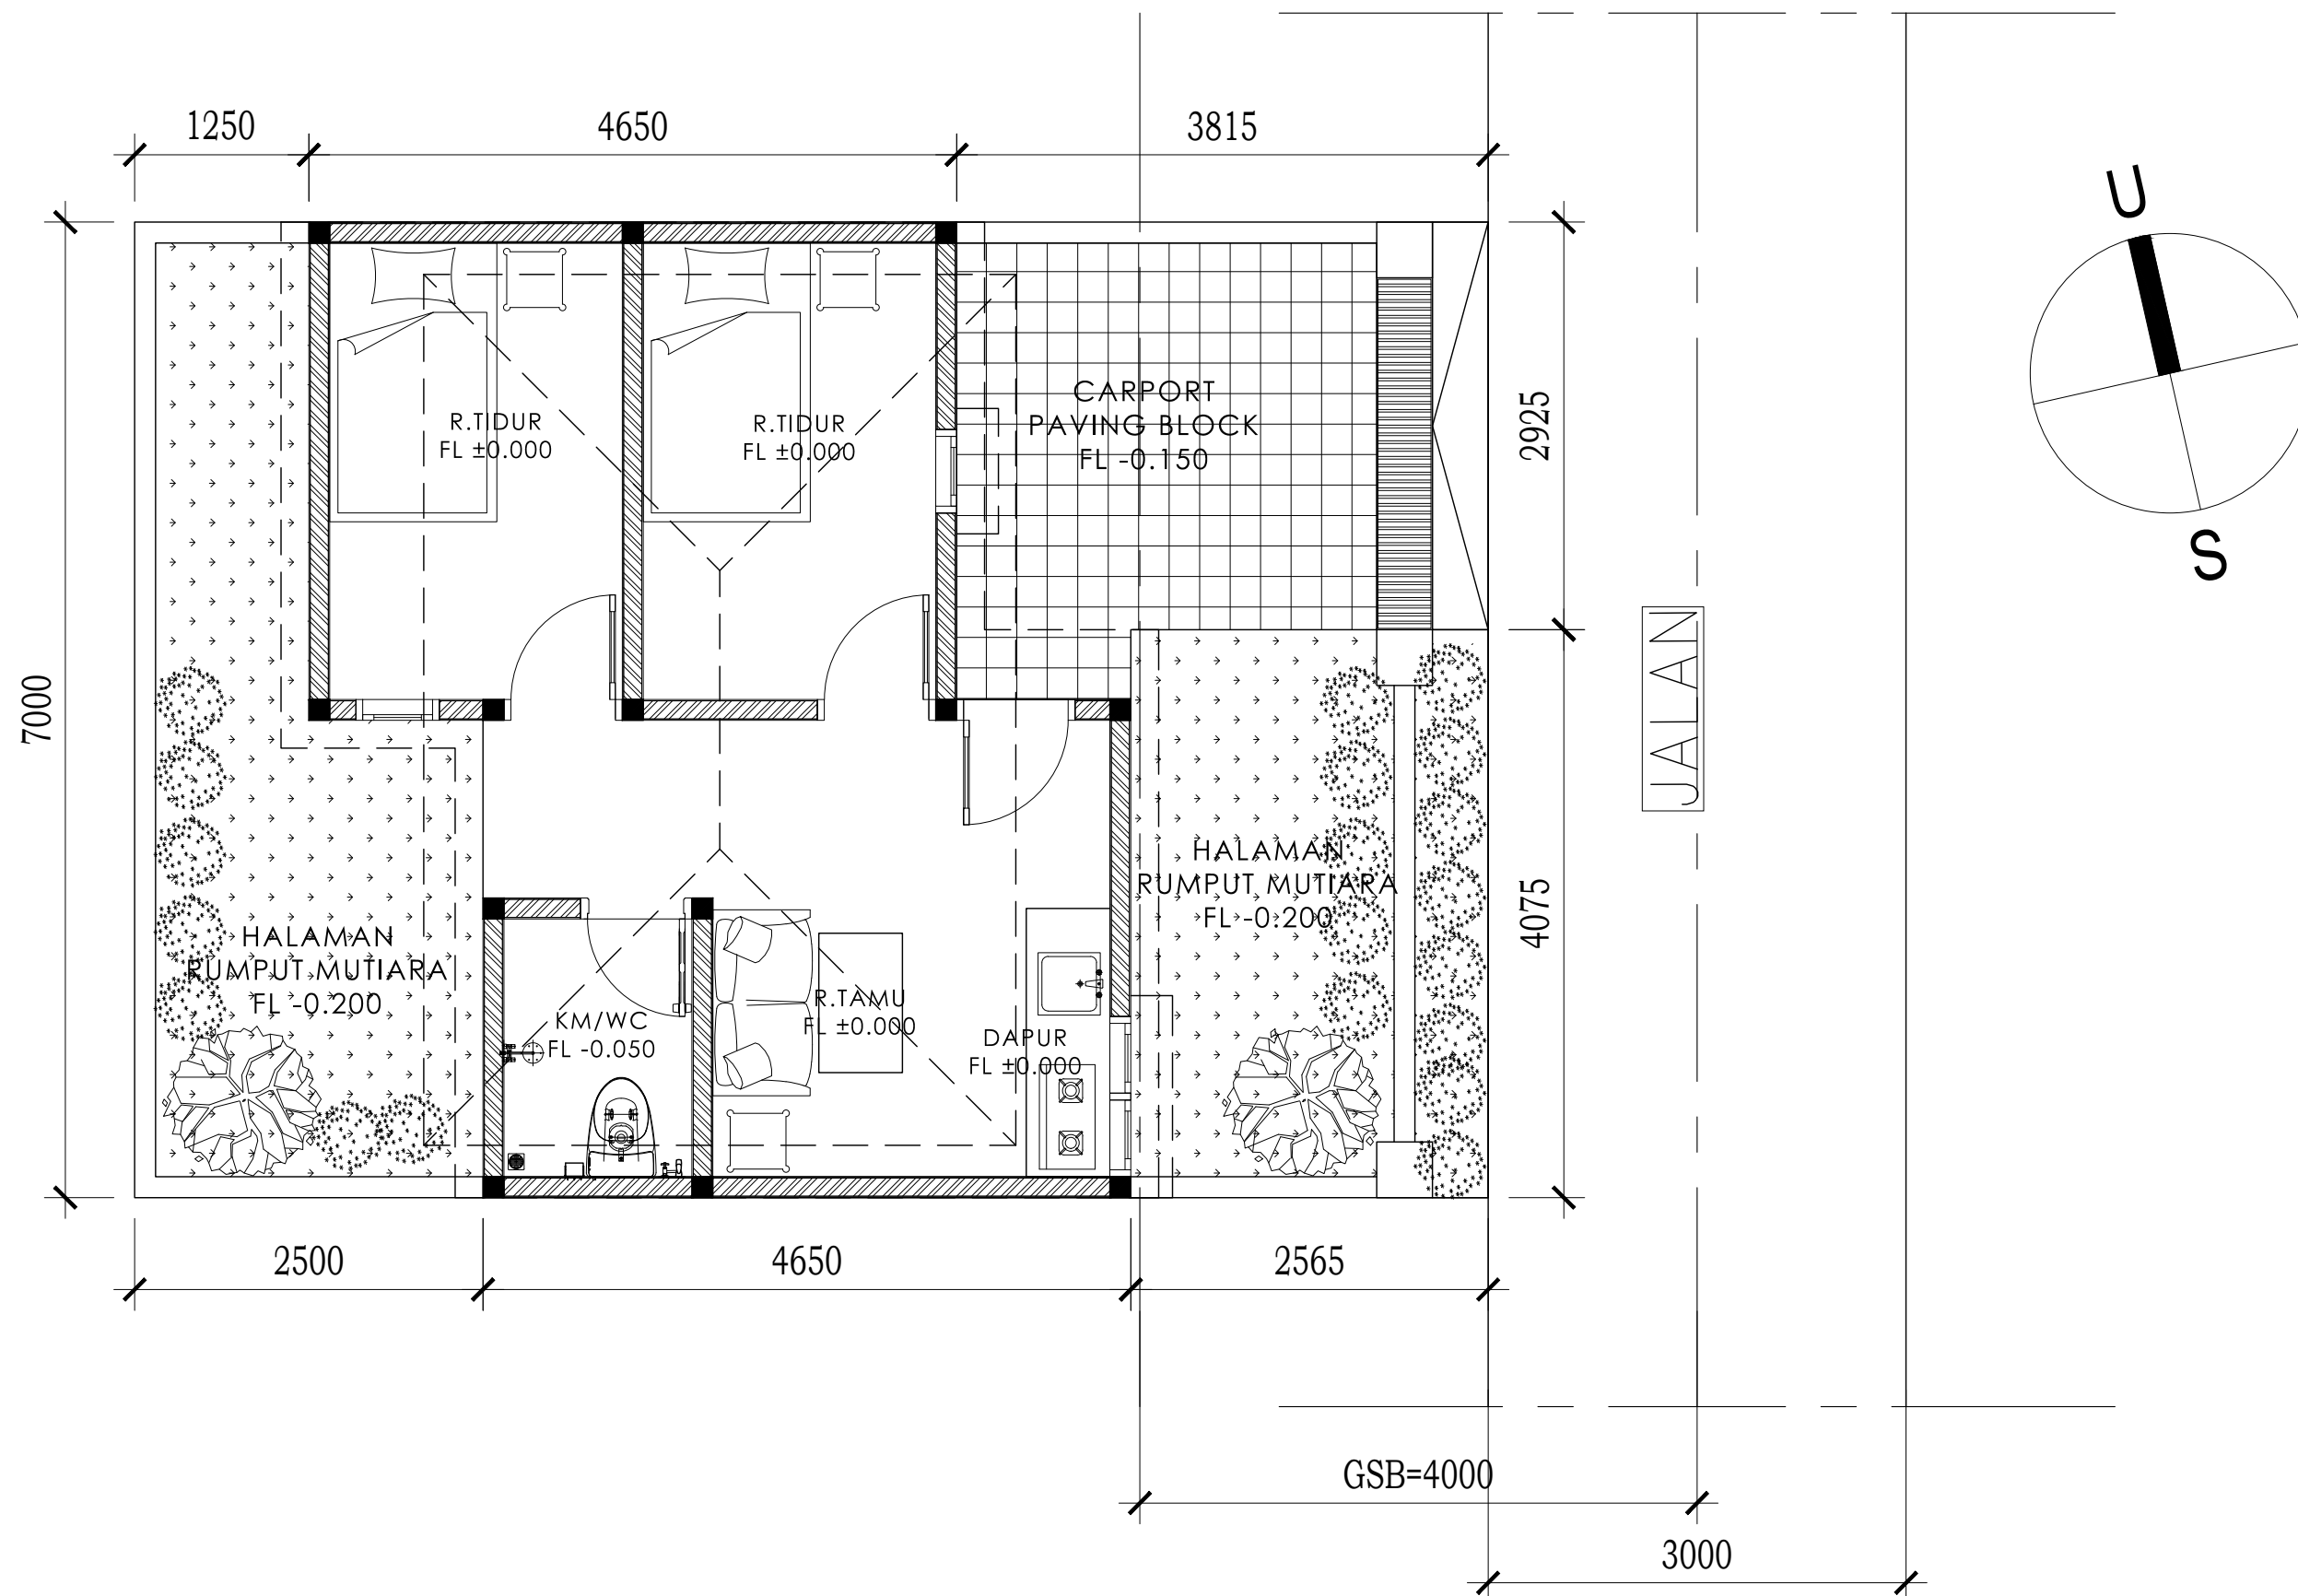 1250
4650
3815
U
S
7000
2925
4075
R.TIDUR
FL ±0.000
R.TIDUR
FL ±0.000
CARPORT
PAVING BLOCK
FL -0.150
JALAN
HALAMAN
RUMPUT MUTIARA
FL -0.200
HALAMAN
RUMPUT MUTIARA
FL -0.200
KM/WC
FL -0.050
R.TAMU
FL ±0.000
DAPUR
FL ±0.000
2500
4650
2565
GSB=4000
3000